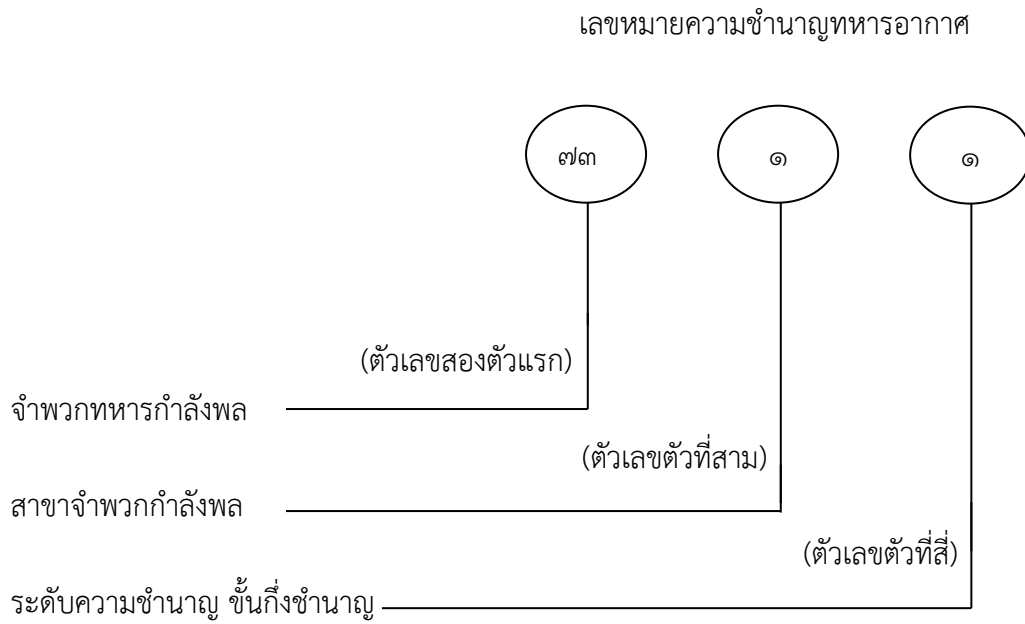 เลขหมายความชำนาญทหารอากาศ
๗๓ ๑ ๑
(ตัวเลขสองตัวแรก)
จำพวกทหารกำลังพล
(ตัวเลขตัวที่สาม)
สาขาจำพวกกำลังพล
(ตัวเลขตัวที่สี่)
ระดับความชำนาญ ขั้นกึ่งชำนาญ